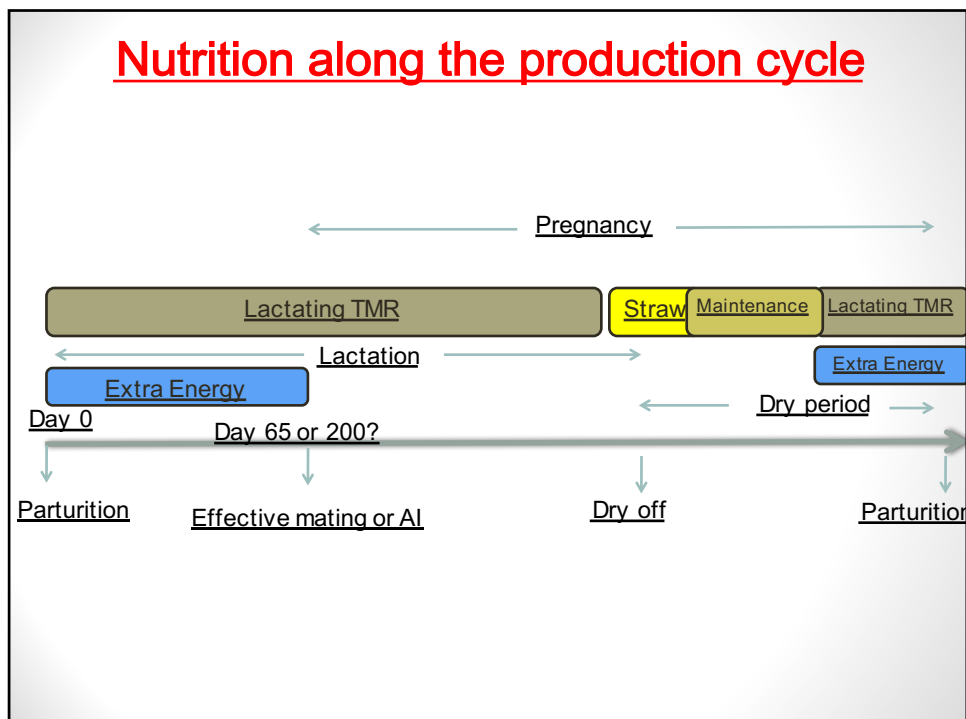 Nutrition along the production cycle
Pregnancy
Lactating TMR
Straw
Maintenance
Lactating TMR
Lactation
Extra Energy
Extra Energy
Dry period
Day 0
Day 65 or 200?
Parturition
Effective mating or AI
Dry off
Parturition